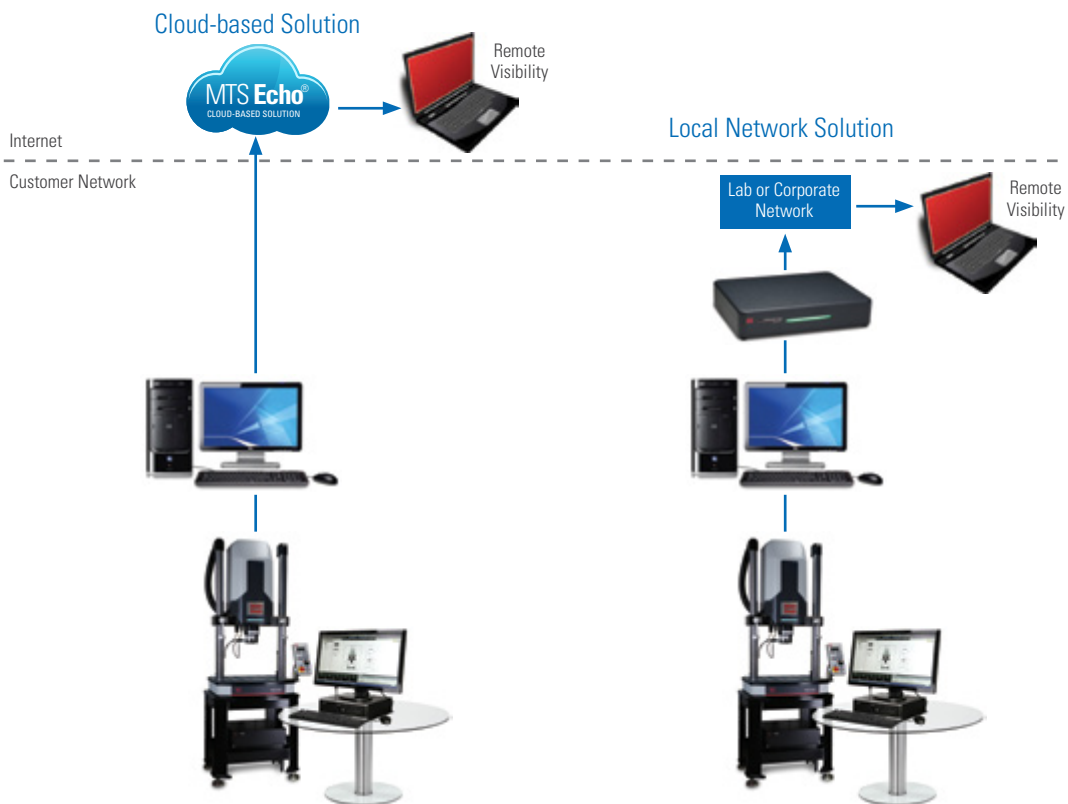 Cloud-based Solution
MTS Echo®
CLOUD-BASED SOLUTION
Remote
Visibility
Internet
Local Network Solution
Customer Network
Lab or Corporate
Network
Remote
Visibility